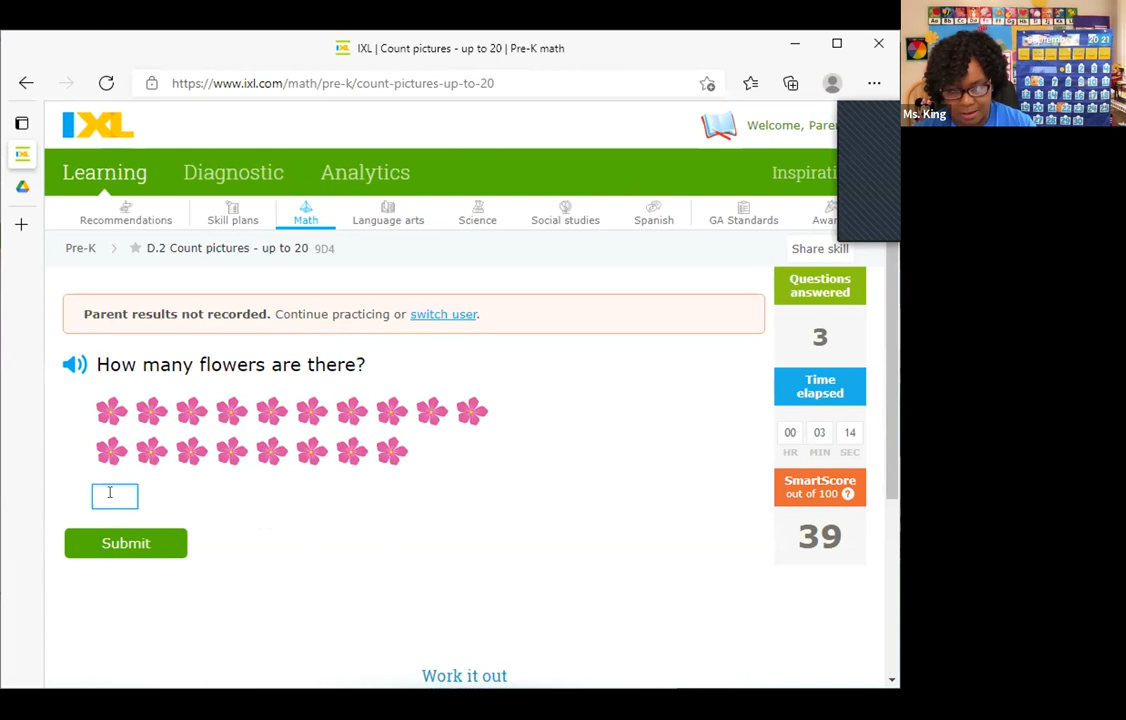 IXL | Count pictures - up to 20 | Pre-K math
https://www.ixl.com/math/pre-k/count-pictures-up-to-20
Ms. King
IXL
Welcome, Pare
Learning
Diagnostic
Analytics
Inspirati
Recommendations
Skill plans
Math
Language arts
Science
Social studies
Spanish
GA Standards
Awar
Pre-K > D.2 Count pictures - up to 20 9D4
Share skill
Parent results not recorded. Continue practicing or switch user.
How many flowers are there?
Submit
Questions
answered
3
Time
elapsed
00 03 14
HR MIN SEC
SmartScore
out of 100 ?
39
Work it out